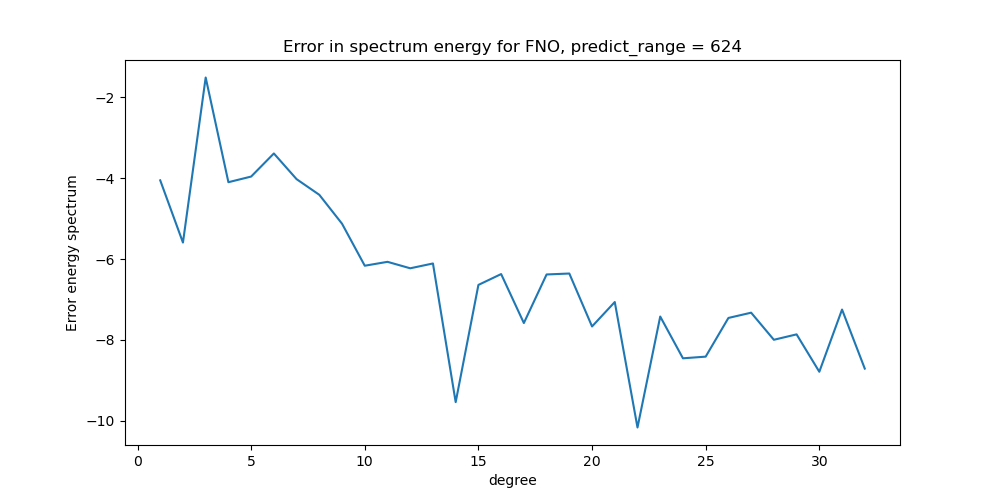 Error in spectrum energy for FNO, predict_range = 624
Error energy spectrum
−2
−4
−6
−8
−10
0 5 10 15 20 25 30
degree